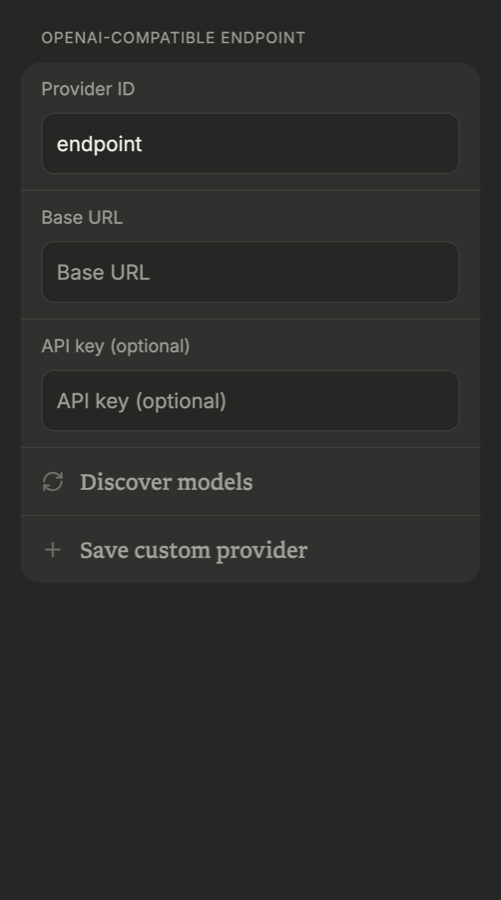 OPENAI-COMPATIBLE ENDPOINT
Provider ID
endpoint
Base URL
Base URL
API key (optional)
API key (optional)
Discover models
Save custom provider